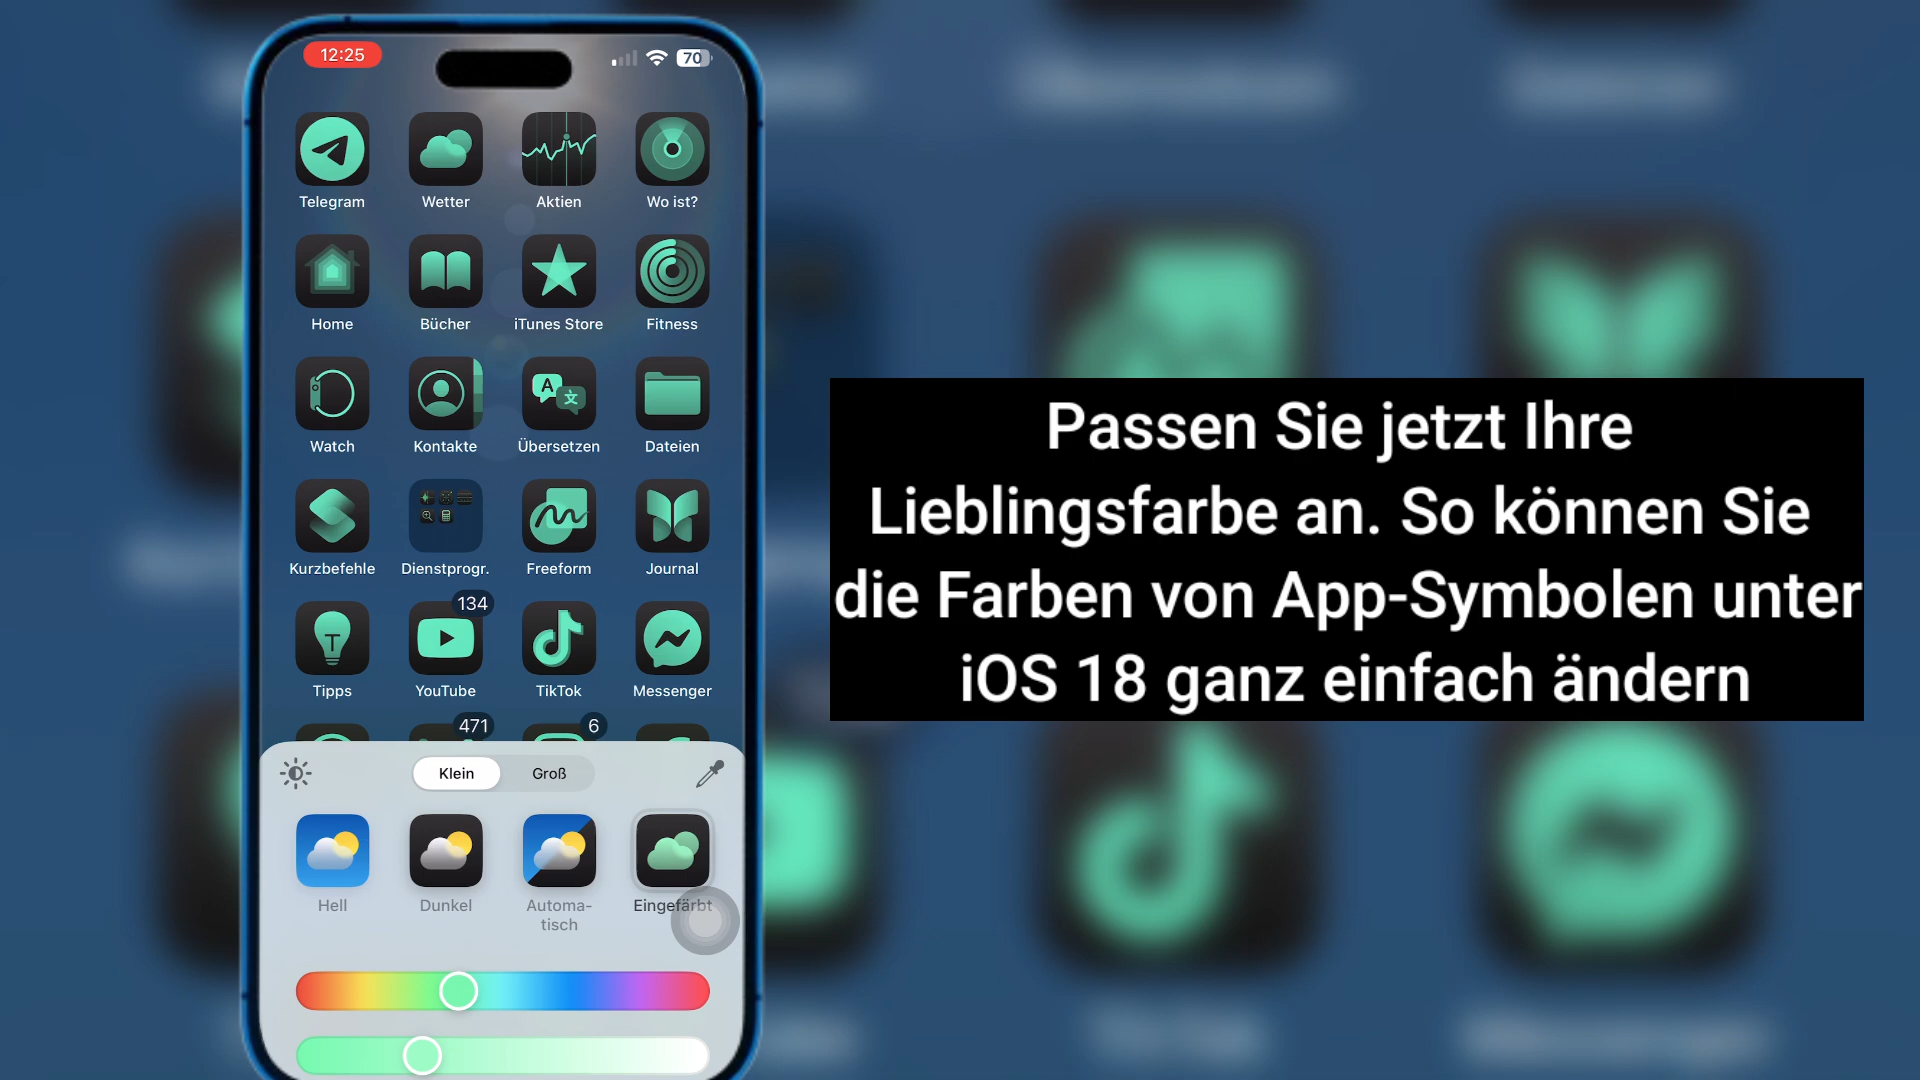 12:25
70
Telegram
Wetter
Aktien
Wo ist?
Home
Bücher
iTunes Store
Fitness
A
文
Watch
Kontakte
Übersetzen
Dateien
Kurzbefehle
Dienstprogr.
Freeform
Journal
134
Tipps
YouTube
TikTok
Messenger
471
6
Klein
Groß
Hell
Dunkel
Automa-
tisch
Eingefärbt
Passen Sie jetzt Ihre
Lieblingsfarbe an. So können Sie
die Farben von App-Symbolen unter
iOS 18 ganz einfach ändern